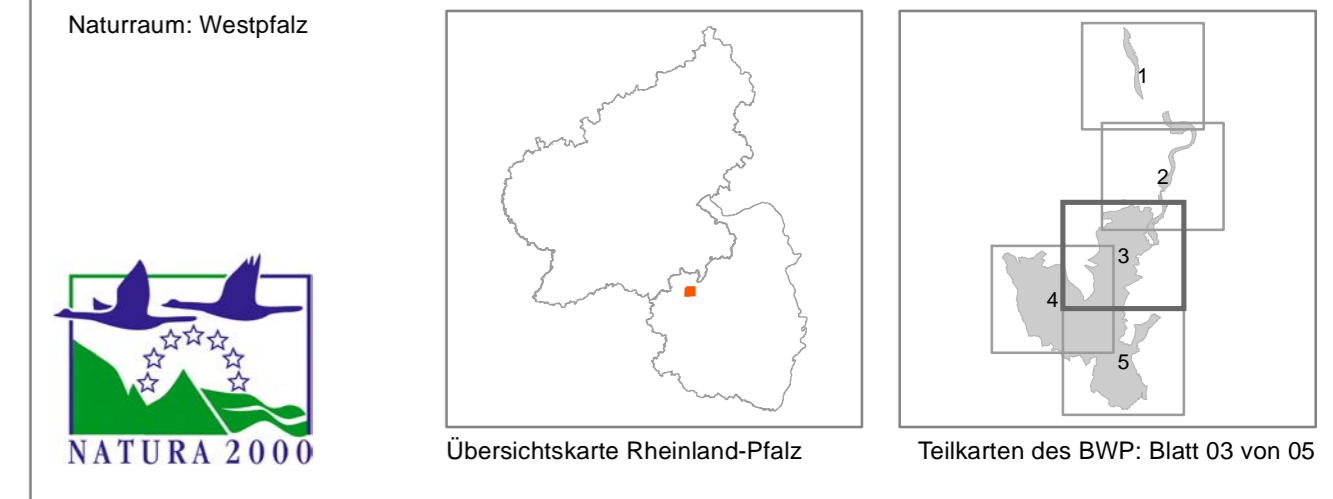 Naturraum: Westpfalz
NATURA 2000
Übersichtskarte Rheinland-Pfalz
1
2
3
4
5
Teilkarten des BWP: Blatt 03 von 05